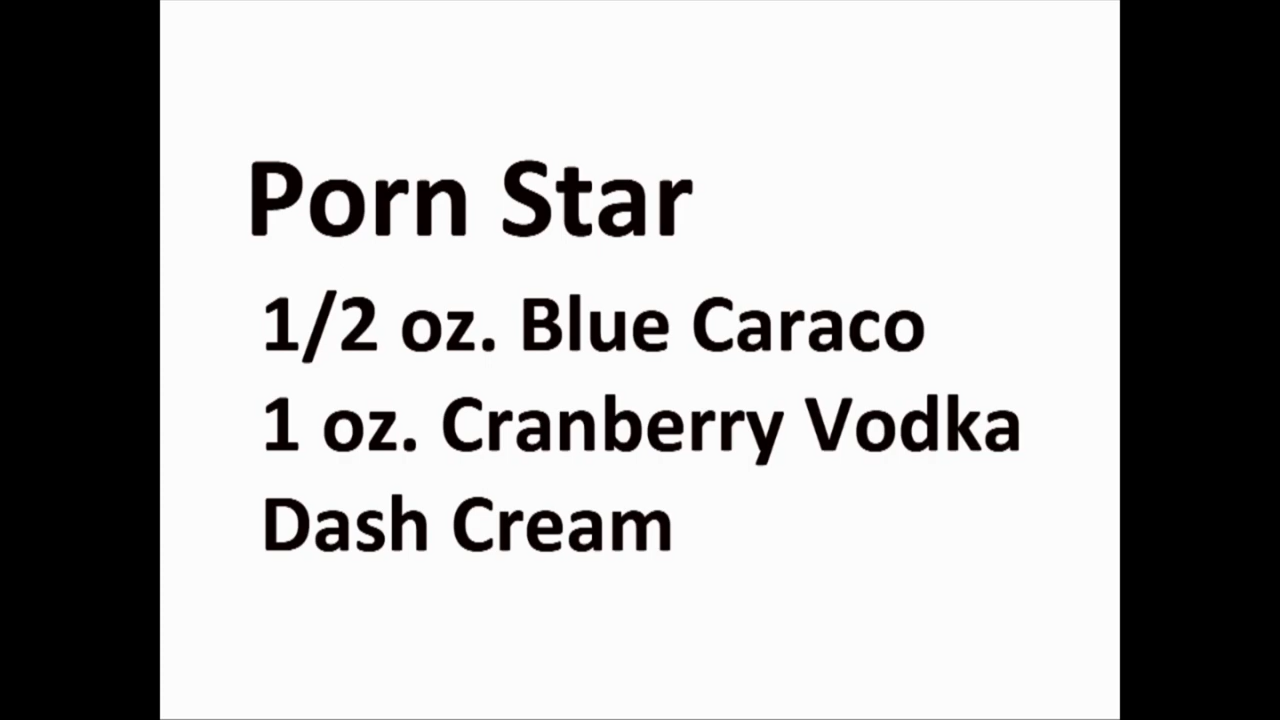 Porn Star
1/2 oz. Blue Caraco
1 oz. Cranberry Vodka
Dash Cream